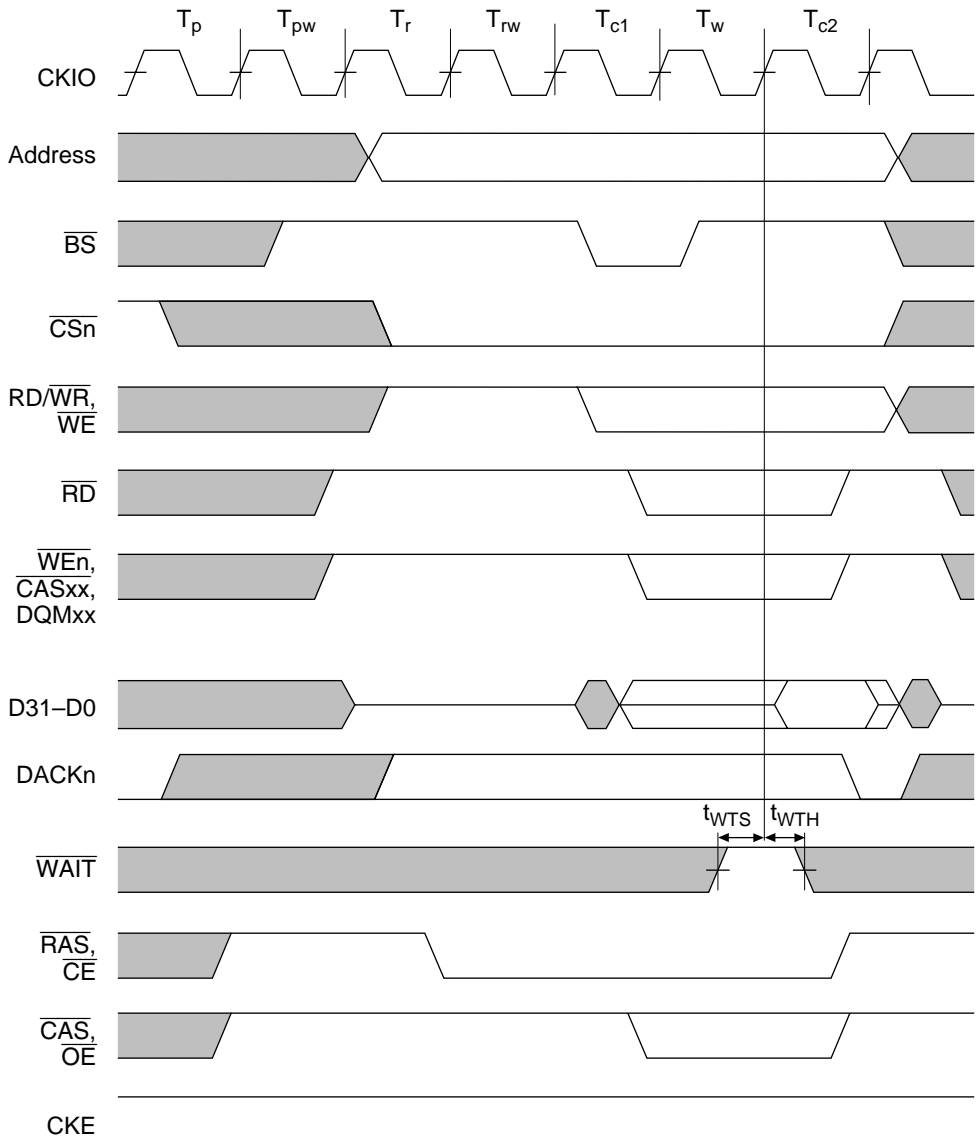 Tp Tpw Tr Trw Tc1 Tw Tc2
CKIO
Address
BS
CSn
RD/WR,
WE
RD
WEn,
CASxx,
DQMxx
D31–D0
DACKn
tWTS tWTH
WAIT
RAS,
CE
CAS,
OE
CKE